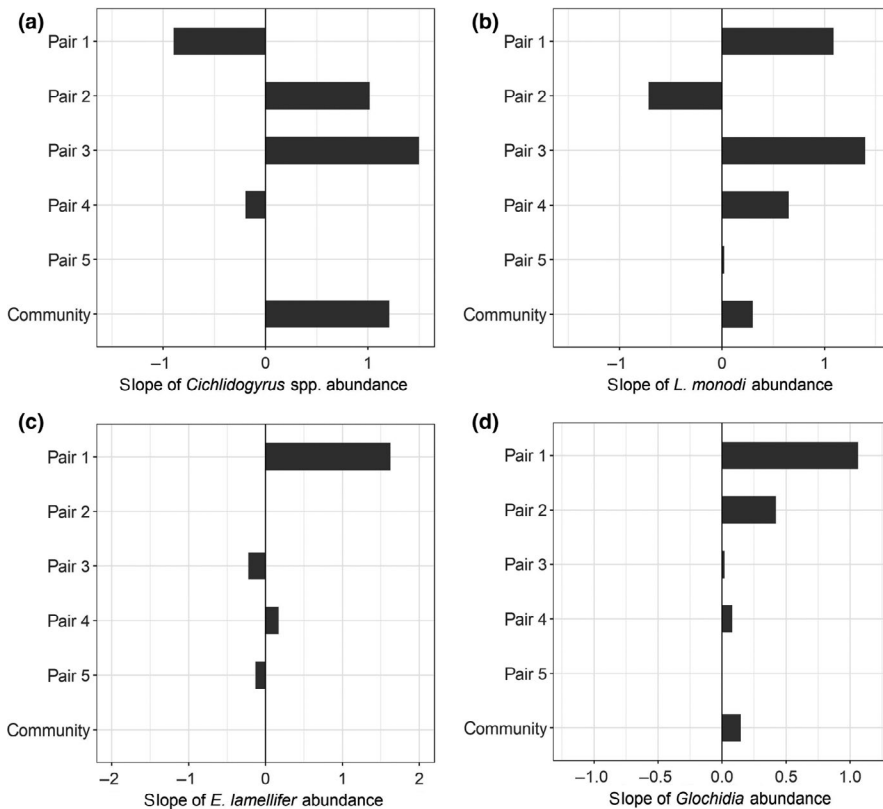 (a)
Pair 1
Pair 2
Pair 3
Pair 4
Pair 5
Community
−1 0 1
Slope of Cichlidogyrus spp. abundance
(b)
Pair 1
Pair 2
Pair 3
Pair 4
Pair 5
Community
−1 0 1
Slope of L. monodi abundance
(c)
Pair 1
Pair 2
Pair 3
Pair 4
Pair 5
Community
−2 −1 0 1 2
Slope of E. lamellifer abundance
(d)
Pair 1
Pair 2
Pair 3
Pair 4
Pair 5
Community
−1.0 −0.5 0.0 0.5 1.0
Slope of Glochidia abundance